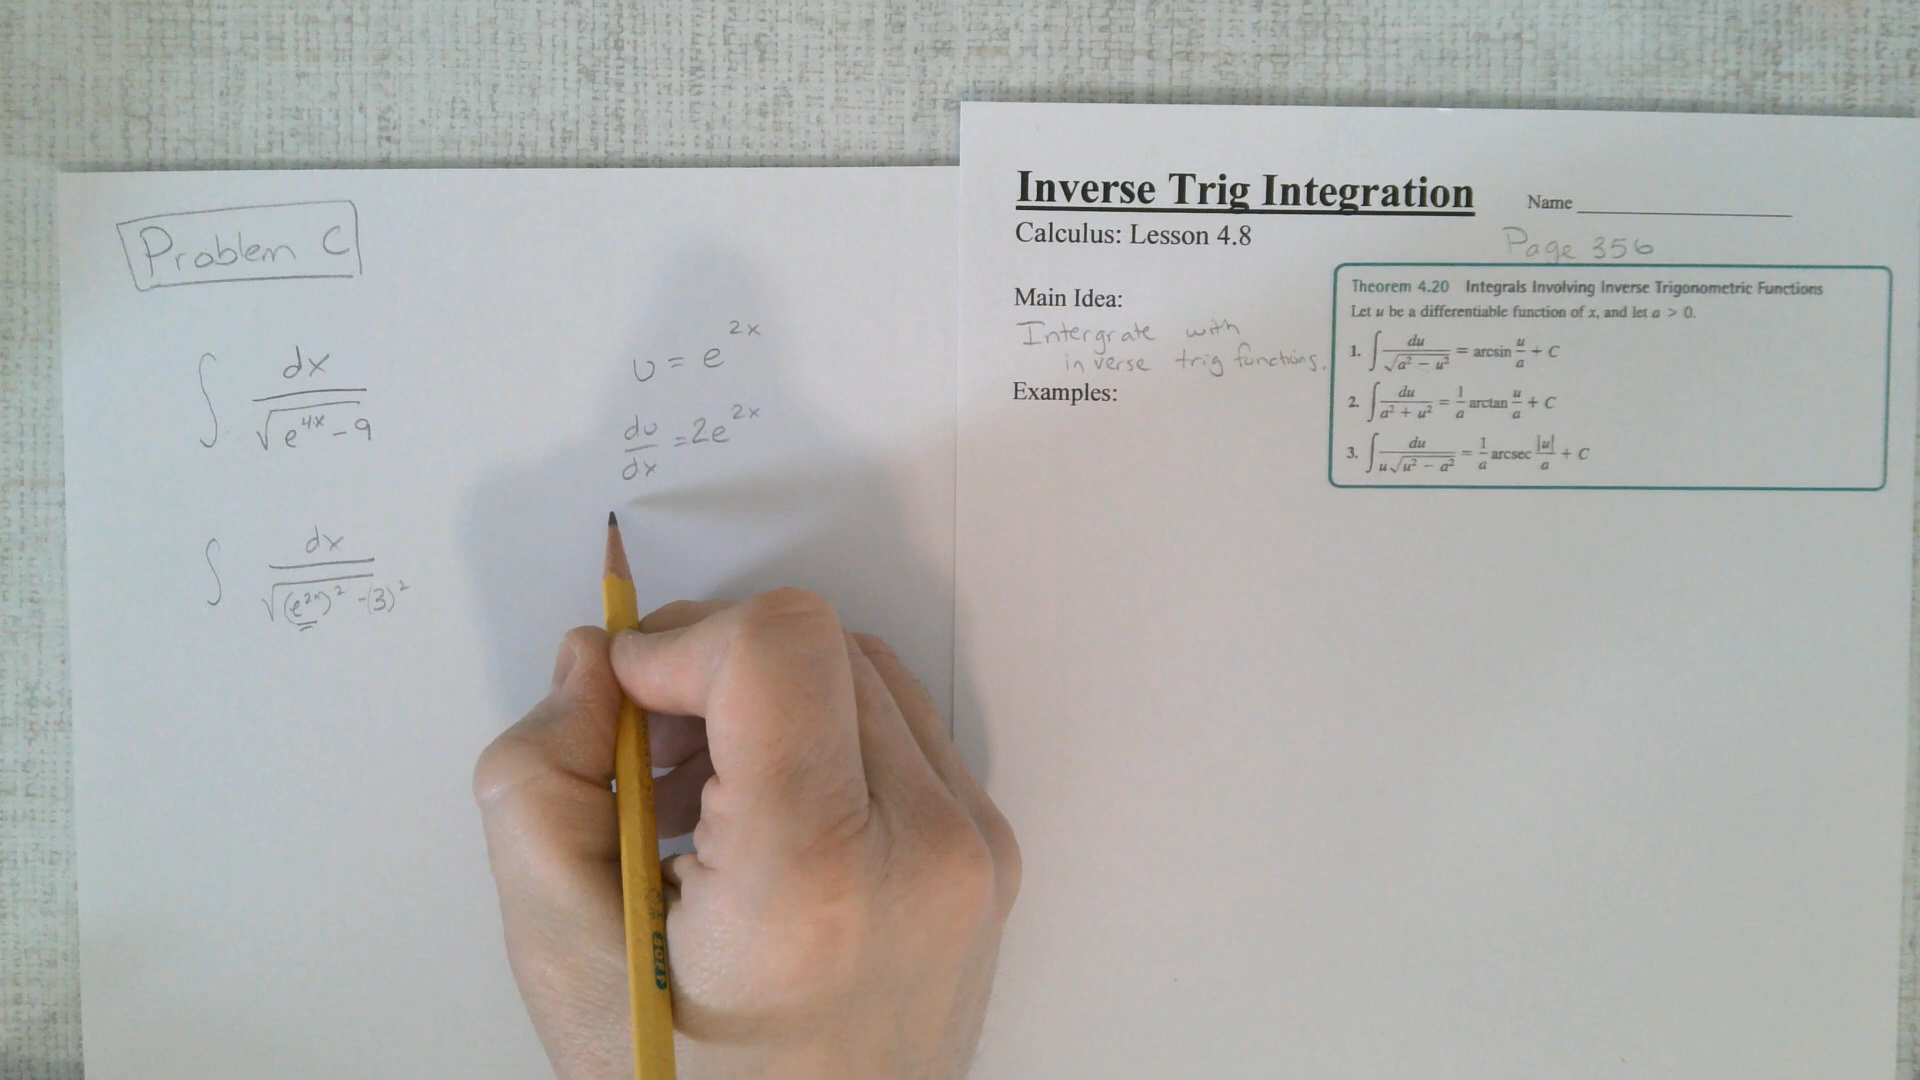 Problem C
∫ dx / √(e^4x - 9)
∫ dx / √((e^2x)^2 - (3)^2)
u = e^2x
du/dx = 2e^2x
Inverse Trig Integration
Name
Calculus: Lesson 4.8
Page 356
Main Idea:
Intergrate with
inverse trig functions.
Examples:
Theorem 4.20 Integrals Involving Inverse Trigonometric Functions
Let u be a differentiable function of x, and let a > 0.
1. ∫ du / √(a² − u²) = arcsin u/a + C
2. ∫ du / (a² + u²) = 1/a arctan u/a + C
3. ∫ du / (u√(u² − a²)) = 1/a arcsec |u|/a + C